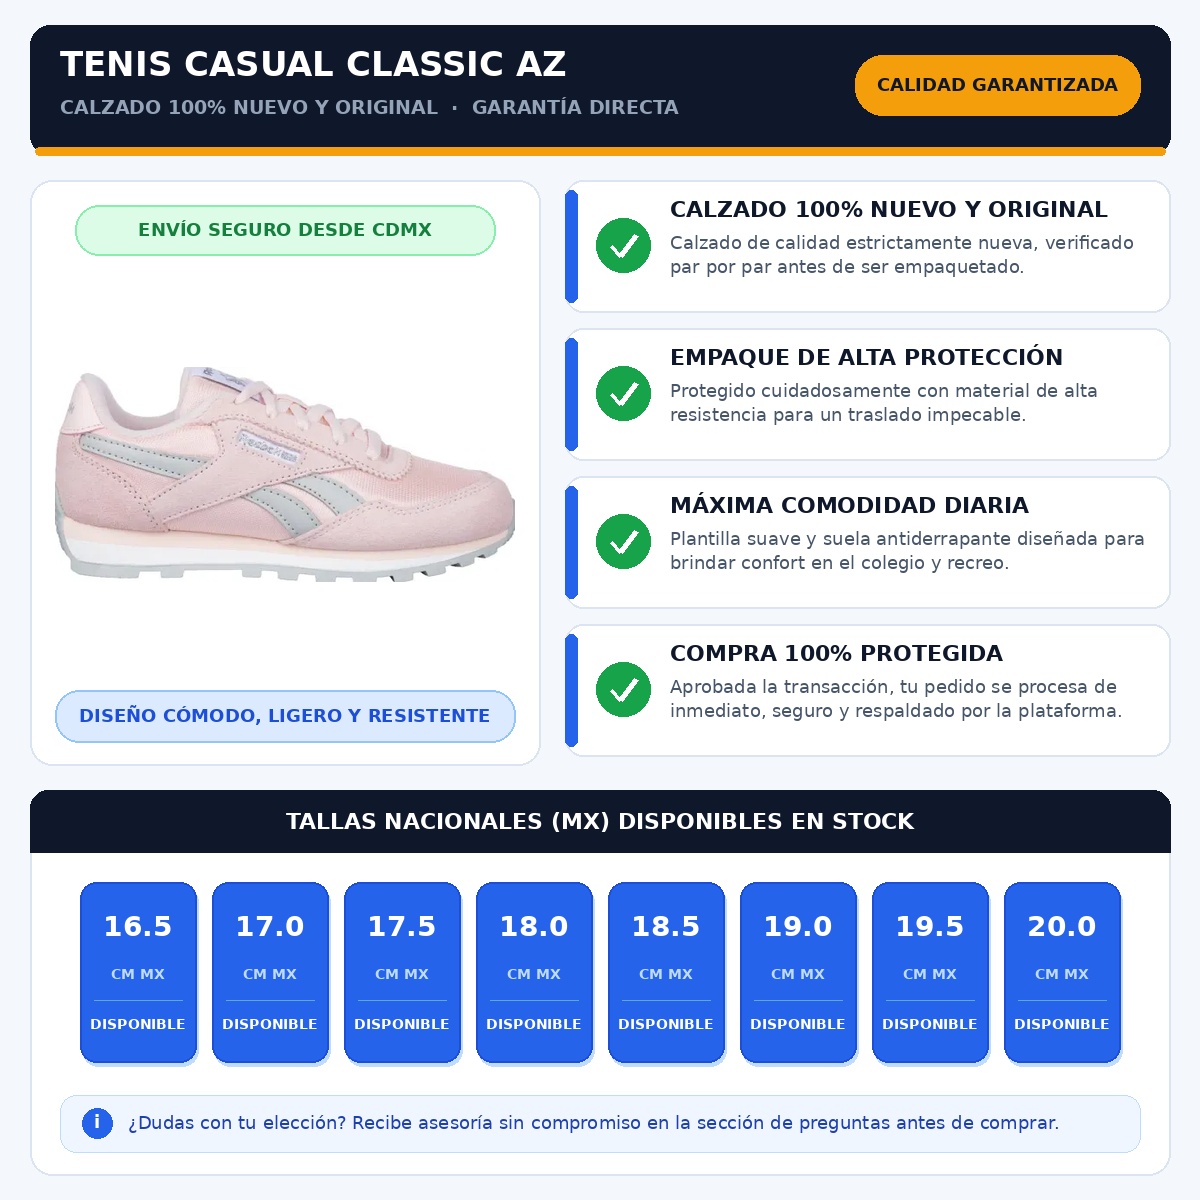 TENIS CASUAL CLASSIC AZ
CALZADO 100% NUEVO Y ORIGINAL · GARANTÍA DIRECTA
CALIDAD GARANTIZADA
ENVÍO SEGURO DESDE CDMX
DISEÑO CÓMODO, LIGERO Y RESISTENTE
CALZADO 100% NUEVO Y ORIGINAL
Calzado de calidad estrictamente nueva, verificado
par por par antes de ser empaquetado.
EMPAQUE DE ALTA PROTECCIÓN
Protegido cuidadosamente con material de alta
resistencia para un traslado impecable.
MÁXIMA COMODIDAD DIARIA
Plantilla suave y suela antiderrapante diseñada para
brindar confort en el colegio y recreo.
COMPRA 100% PROTEGIDA
Aprobada la transacción, tu pedido se procesa de
inmediato, seguro y respaldado por la plataforma.
TALLAS NACIONALES (MX) DISPONIBLES EN STOCK
16.5 17.0 17.5 18.0 18.5 19.0 19.5 20.0
CM MX CM MX CM MX CM MX CM MX CM MX CM MX CM MX
DISPONIBLE DISPONIBLE DISPONIBLE DISPONIBLE DISPONIBLE DISPONIBLE DISPONIBLE DISPONIBLE
i ¿Dudas con tu elección? Recibe asesoría sin compromiso en la sección de preguntas antes de comprar.